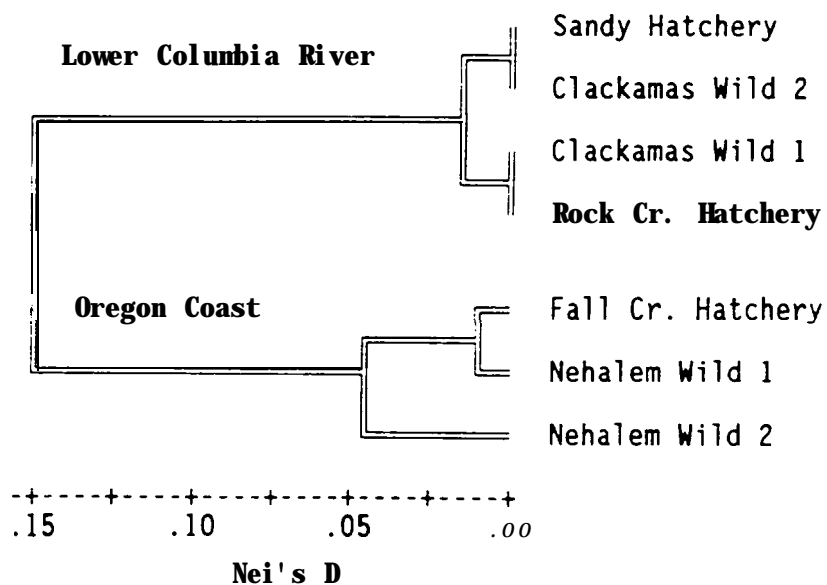 Sandy Hatchery
Lower Columbia River
Clackamas Wild 2
Clackamas Wild 1
Rock Cr. Hatchery
Oregon Coast
Fall Cr. Hatchery
Nehalem Wild 1
Nehalem Wild 2
.15 .10 .05 .00
Nei's D